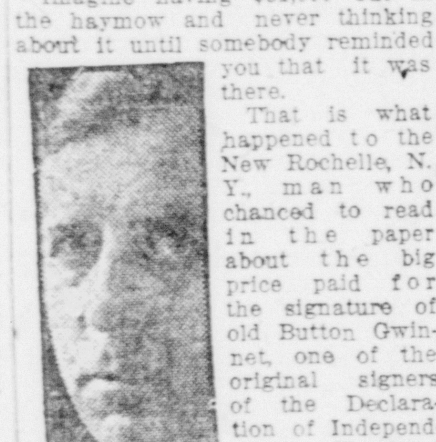 having
the haymow and never thinking
about it until somebody reminded
you that it was
there.
That is what
happened to the
New Rochelle, N.
Y., man who
chanced to read
in the paper
about the big
price paid for
the signature of
old Button Gwin-
net, one of the
original signers
of the Declara-
tion of Independ